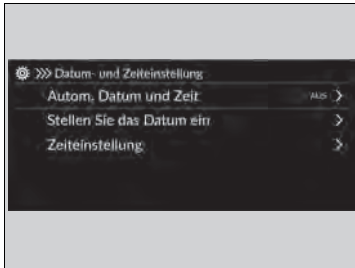 >>> Datum- und Zeiteinstellung
Autom. Datum und Zeit AUS >
Stellen Sie das Datum ein >
Zeiteinstellung >